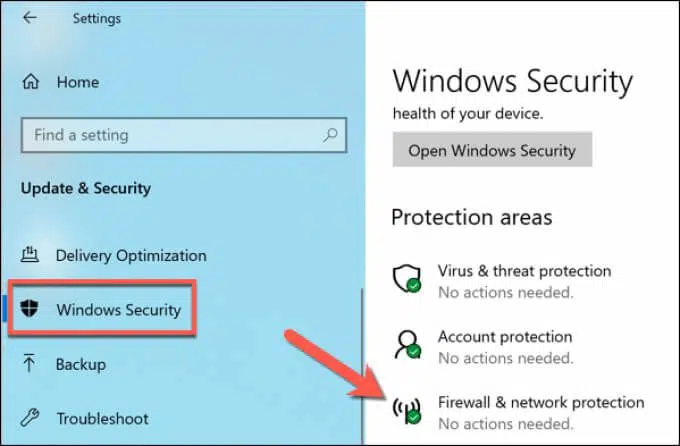 Settings
Home
Find a setting
Update & Security
Delivery Optimization
Windows Security
Backup
Troubleshoot
Windows Security
health of your device.
Open Windows Security
Protection areas
Virus & threat protection
No actions needed.
Account protection
No actions needed.
Firewall & network protection
No actions needed.